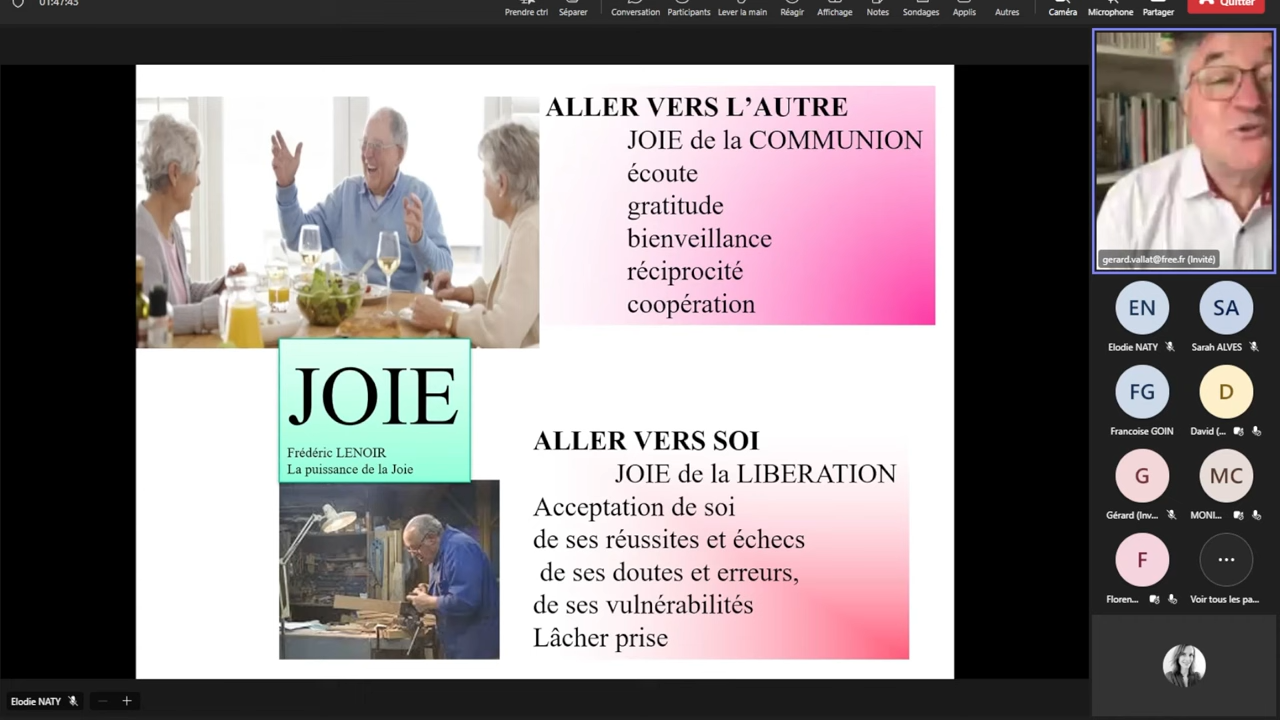 01:47:43
Prendre ctrl
Séparer
Conversation
Participants
Lever la main
Réagir
Affichage
Notes
Sondages
Applis
Autres
Caméra
Microphone
Partager
Quitter
ALLER VERS L’AUTRE
JOIE de la COMMUNION
écoute
gratitude
bienveillance
réciprocité
coopération
JOIE
Frédéric LENOIR
La puissance de la Joie
ALLER VERS SOI
JOIE de la LIBERATION
Acceptation de soi
de ses réussites et échecs
de ses doutes et erreurs,
de ses vulnérabilités
Lâcher prise
gerard.vallat@free.fr (Invité)
EN
SA
Elodie NATY
Sarah ALVES
FG
D
Francoise GOIN
David (...
G
MC
Gérard (Inv...
MONI...
F
...
Floren...
Voir tous les pa...
Elodie NATY